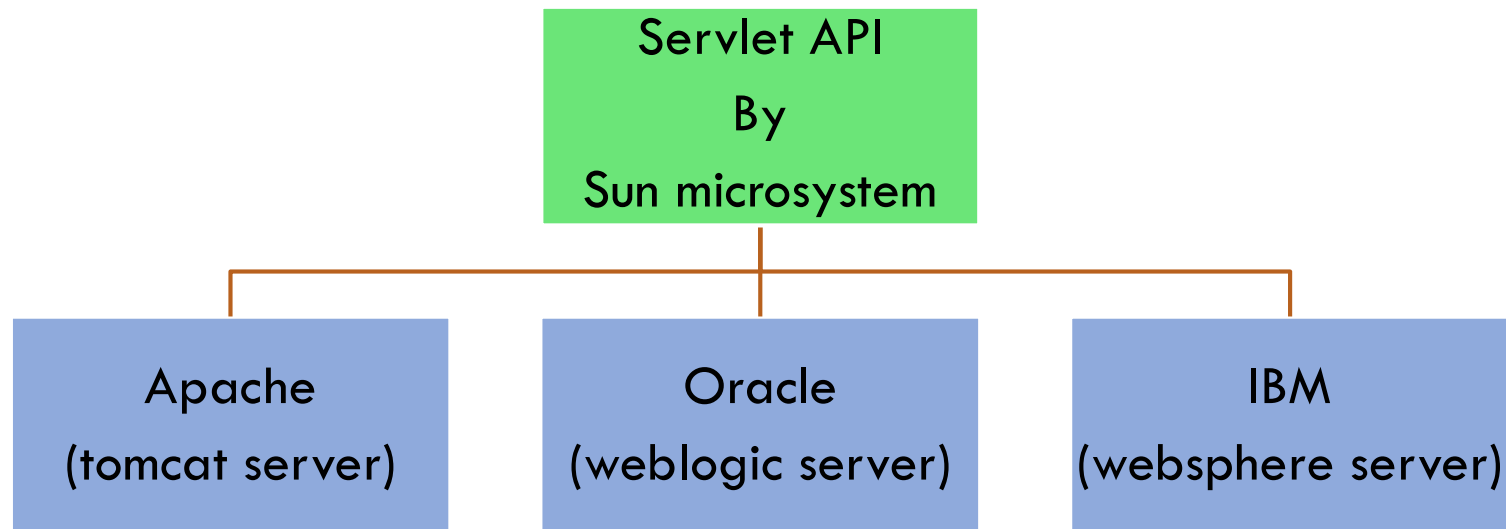 Servlet API
By
Sun microsystem
Apache
(tomcat server)
Oracle
(weblogic server)
IBM
(websphere server)